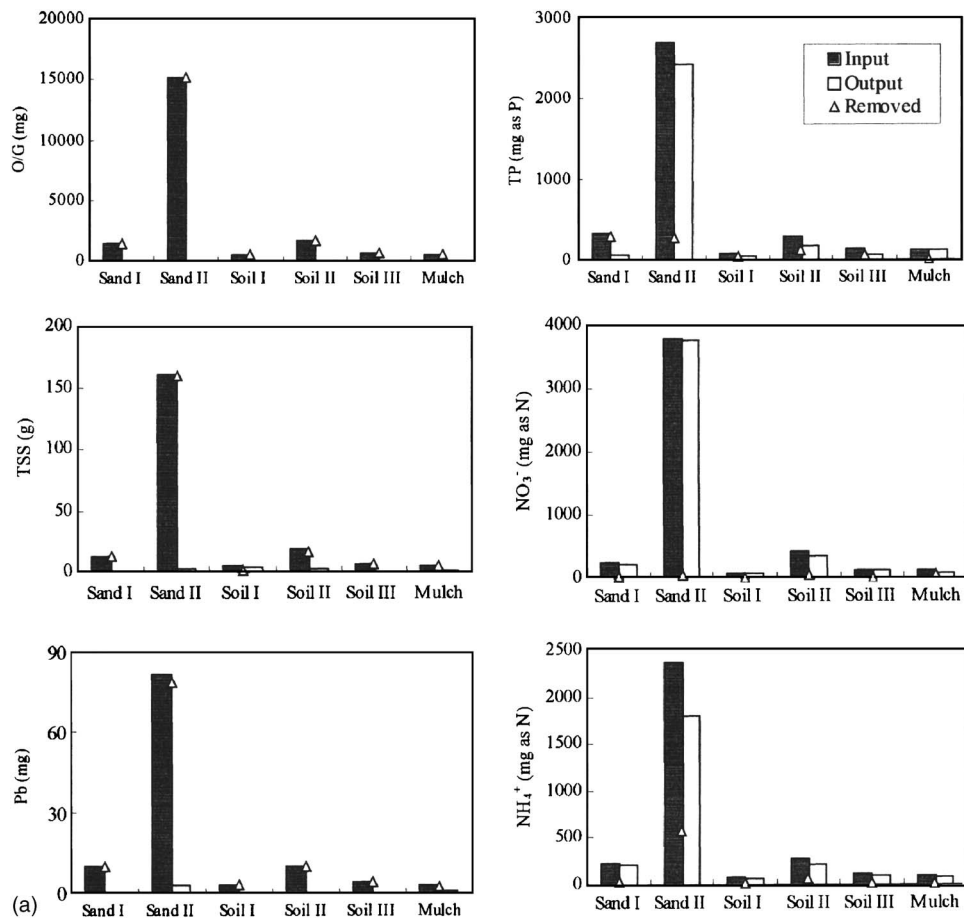 20000
15000
10000
5000
0
O/G (mg)
Sand I Sand II Soil I Soil II Soil III Mulch
3000
2000
1000
0
TP (mg as P)
Input
Output
Removed
Sand I Sand II Soil I Soil II Soil III Mulch
200
150
100
50
0
TSS (g)
Sand I Sand II Soil I Soil II Soil III Mulch
4000
3000
2000
1000
0
NO₃⁻ (mg as N)
Sand I Sand II Soil I Soil II Soil III Mulch
90
60
30
0
Pb (mg)
Sand I Sand II Soil I Soil II Soil III Mulch
2500
2000
1500
1000
500
0
NH₄⁺ (mg as N)
Sand I Sand II Soil I Soil II Soil III Mulch
(a)